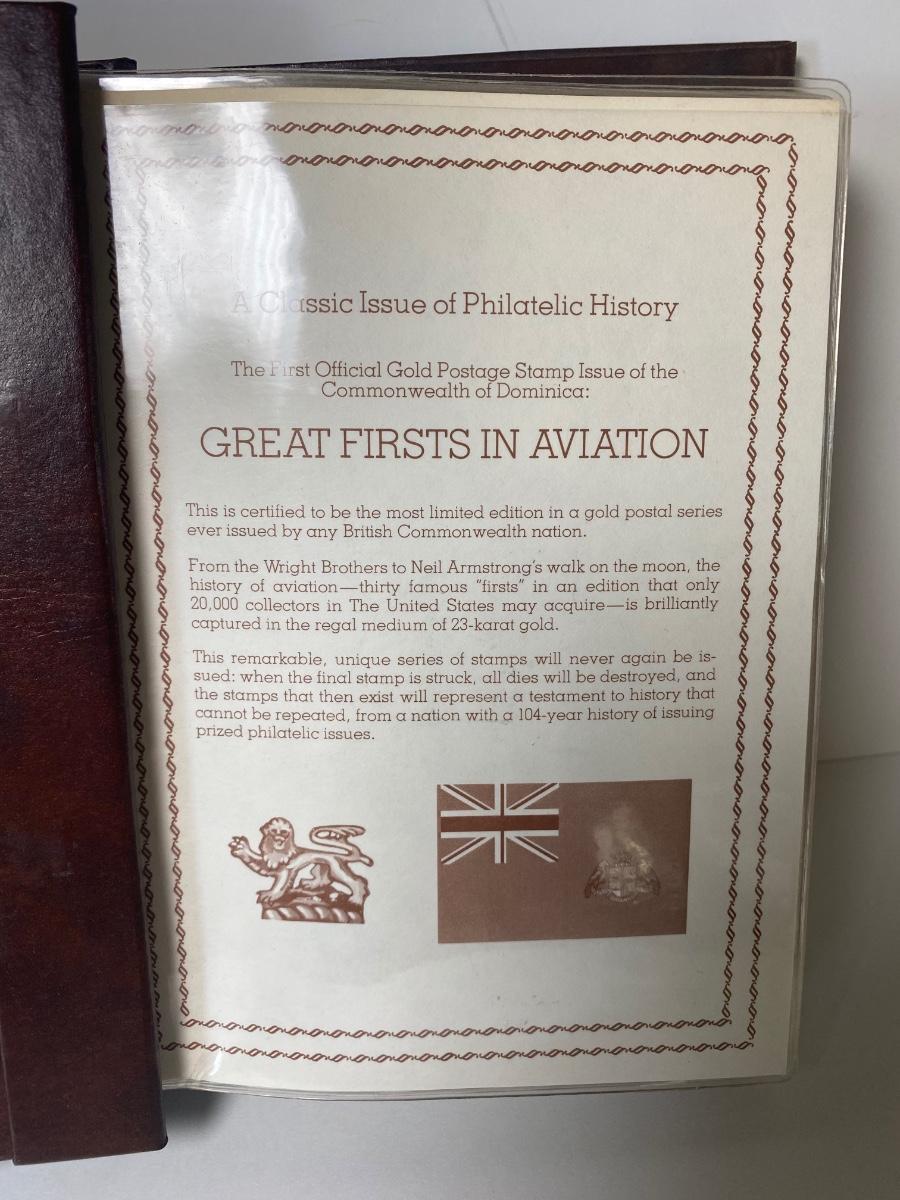 A Classic Issue of Philatelic History
The First Official Gold Postage Stamp Issue of the
Commonwealth of Dominica:
GREAT FIRSTS IN AVIATION
This is certified to be the most limited edition in a gold postal series
ever issued by any British Commonwealth nation.
From the Wright Brothers to Neil Armstrong's walk on the moon, the
history of aviation—thirty famous "firsts" in an edition that only
20,000 collectors in The United States may acquire—is brilliantly
captured in the regal medium of 23-karat gold.
This remarkable, unique series of stamps will never again be is-
sued: when the final stamp is struck, all dies will be destroyed, and
the stamps that then exist will represent a testament to history that
cannot be repeated, from a nation with a 104-year history of issuing
prized philatelic issues.